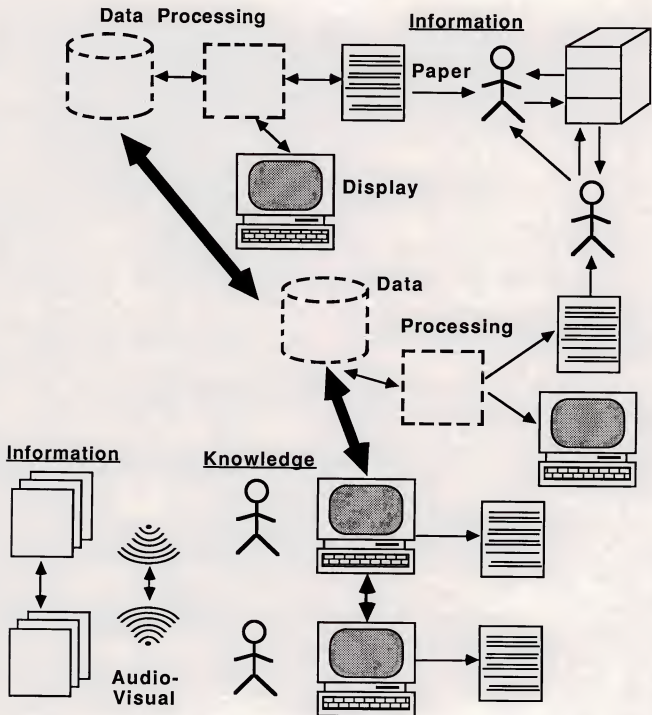 Data Processing
Information
Paper
Display
Data
Processing
Information
Knowledge
Audio-
Visual